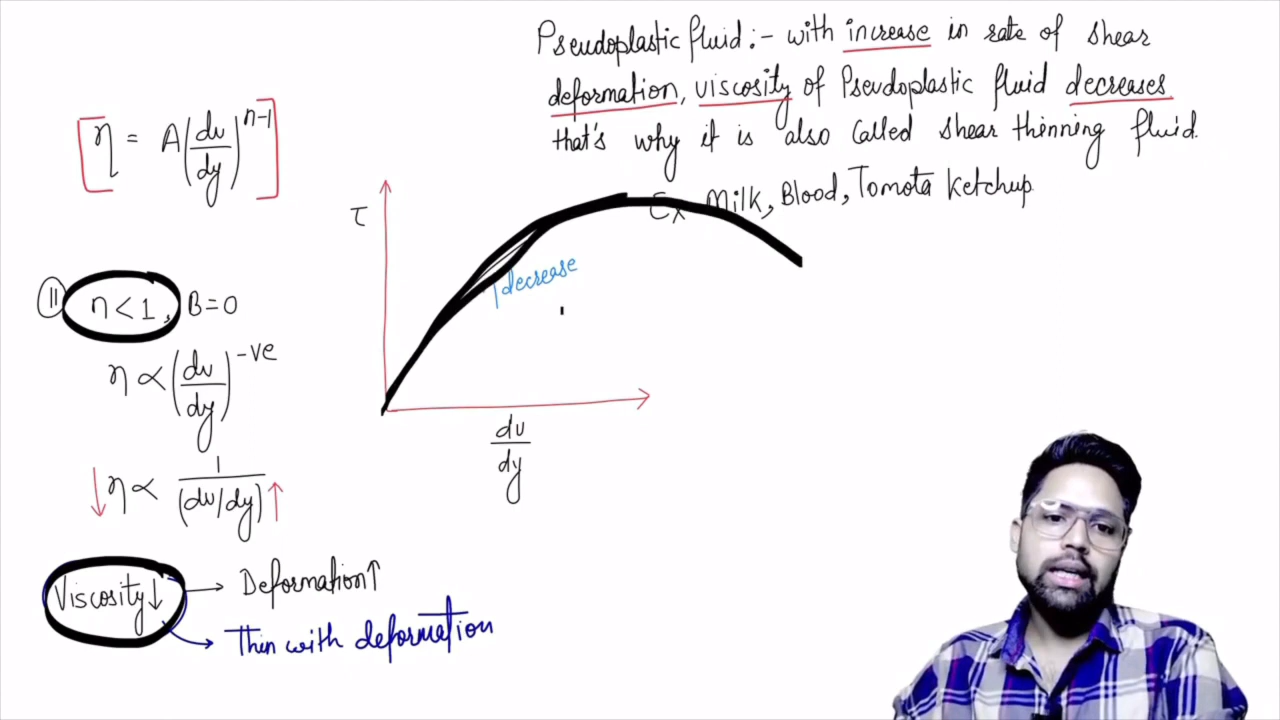 Pseudoplastic fluid :- with increase in rate of shear
deformation, viscosity of Pseudoplastic fluid decreases
that's why it is also called shear thinning fluid.
Ex Milk, Blood, Tomota Ketchup
[η = A(du/dy)^n-1]
τ
decrease
du/dy
II n<1, B=0
η ∝ (du/dy)^-ve
↓η ∝ 1/(du/dy)↑
Viscosity↓ → Deformation↑
→ Thin with deformation